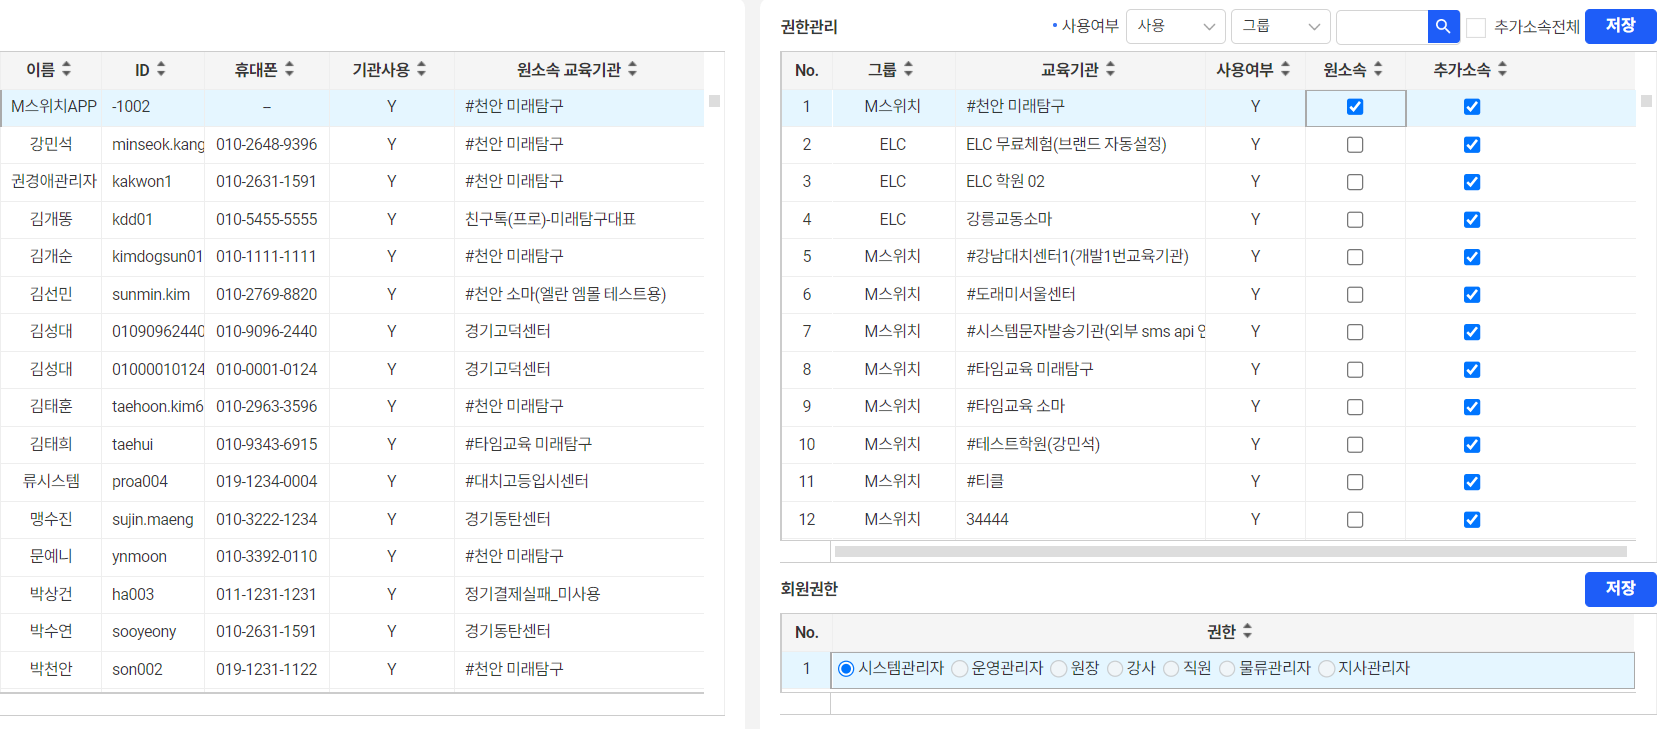 이름 ID 휴대폰 기관사용 원소속 교육기관
M스위치APP -1002 – Y #천안 미래탐구
강민석 minseok.kang 010-2648-9396 Y #천안 미래탐구
권경애관리자 kakwon1 010-2631-1591 Y #천안 미래탐구
김개똥 kdd01 010-5455-5555 Y 친구톡(프로)-미래탐구대표
김개순 kimdogsun01 010-1111-1111 Y #천안 미래탐구
김선민 sunmin.kim 010-2769-8820 Y #천안 소마(엘란 엠몰 테스트용)
김성대 01090962440 010-9096-2440 Y 경기고덕센터
김성대 01000010124 010-0001-0124 Y 경기고덕센터
김태훈 taehoon.kim6 010-2963-3596 Y #천안 미래탐구
김태희 taehui 010-9343-6915 Y #타임교육 미래탐구
류시스템 proa004 019-1234-0004 Y #대치고등입시센터
맹수진 sujin.maeng 010-3222-1234 Y 경기동탄센터
문예니 ynmoon 010-3392-0110 Y #천안 미래탐구
박상건 ha003 011-1231-1231 Y 정기결제실패_미사용
박수연 sooyeony 010-2631-1591 Y 경기동탄센터
박천안 son002 019-1231-1122 Y #천안 미래탐구
권한관리 • 사용여부 사용 그룹 추가소속전체 저장
No. 그룹 교육기관 사용여부 원소속 추가소속
1 M스위치 #천안 미래탐구 Y
2 ELC ELC 무료체험(브랜드 자동설정) Y
3 ELC ELC 학원 02 Y
4 ELC 강릉교동소마 Y
5 M스위치 #강남대치센터1(개발1번교육기관) Y
6 M스위치 #도래미서울센터 Y
7 M스위치 #시스템문자발송기관(외부 sms api 연 Y
8 M스위치 #타임교육 미래탐구 Y
9 M스위치 #타임교육 소마 Y
10 M스위치 #테스트학원(강민석) Y
11 M스위치 #티클 Y
12 M스위치 34444 Y
회원권한 저장
No. 권한
1 시스템관리자 운영관리자 원장 강사 직원 물류관리자 지사관리자